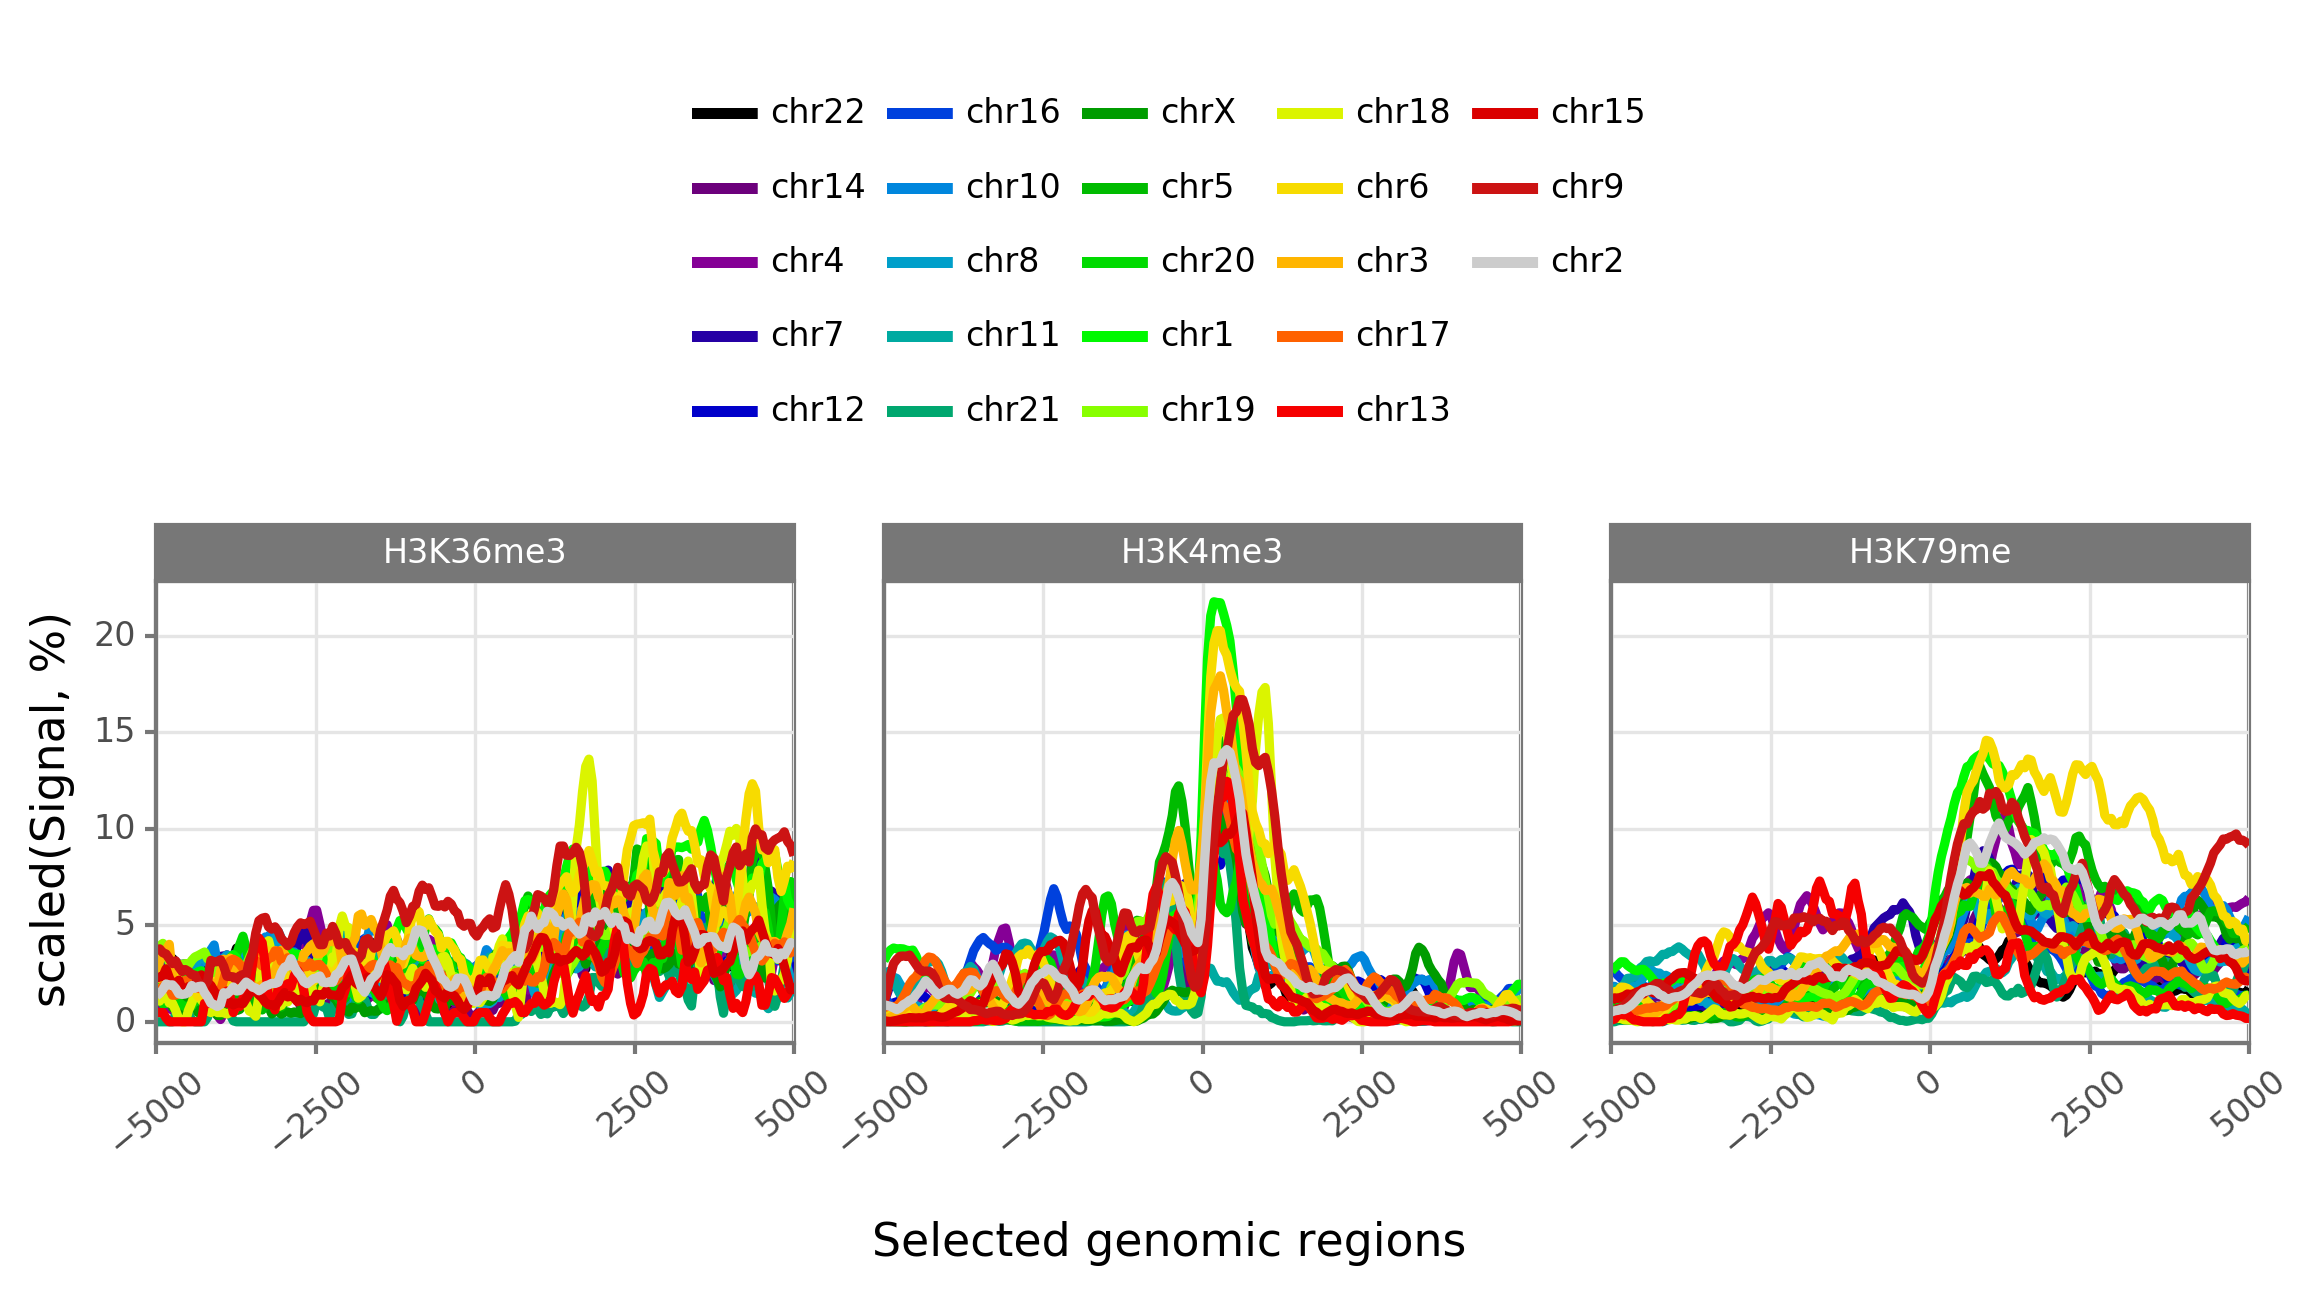 chr22 chr16 chrX chr18 chr15
chr14 chr10 chr5 chr6 chr9
chr4 chr8 chr20 chr3 chr2
chr7 chr11 chr1 chr17
chr12 chr21 chr19 chr13
H3K36me3 H3K4me3 H3K79me
scaled(Signal, %)
20
15
10
5
0
−5000 −2500 0 2500 5000 −5000 −2500 0 2500 5000 −5000 −2500 0 2500 5000
Selected genomic regions